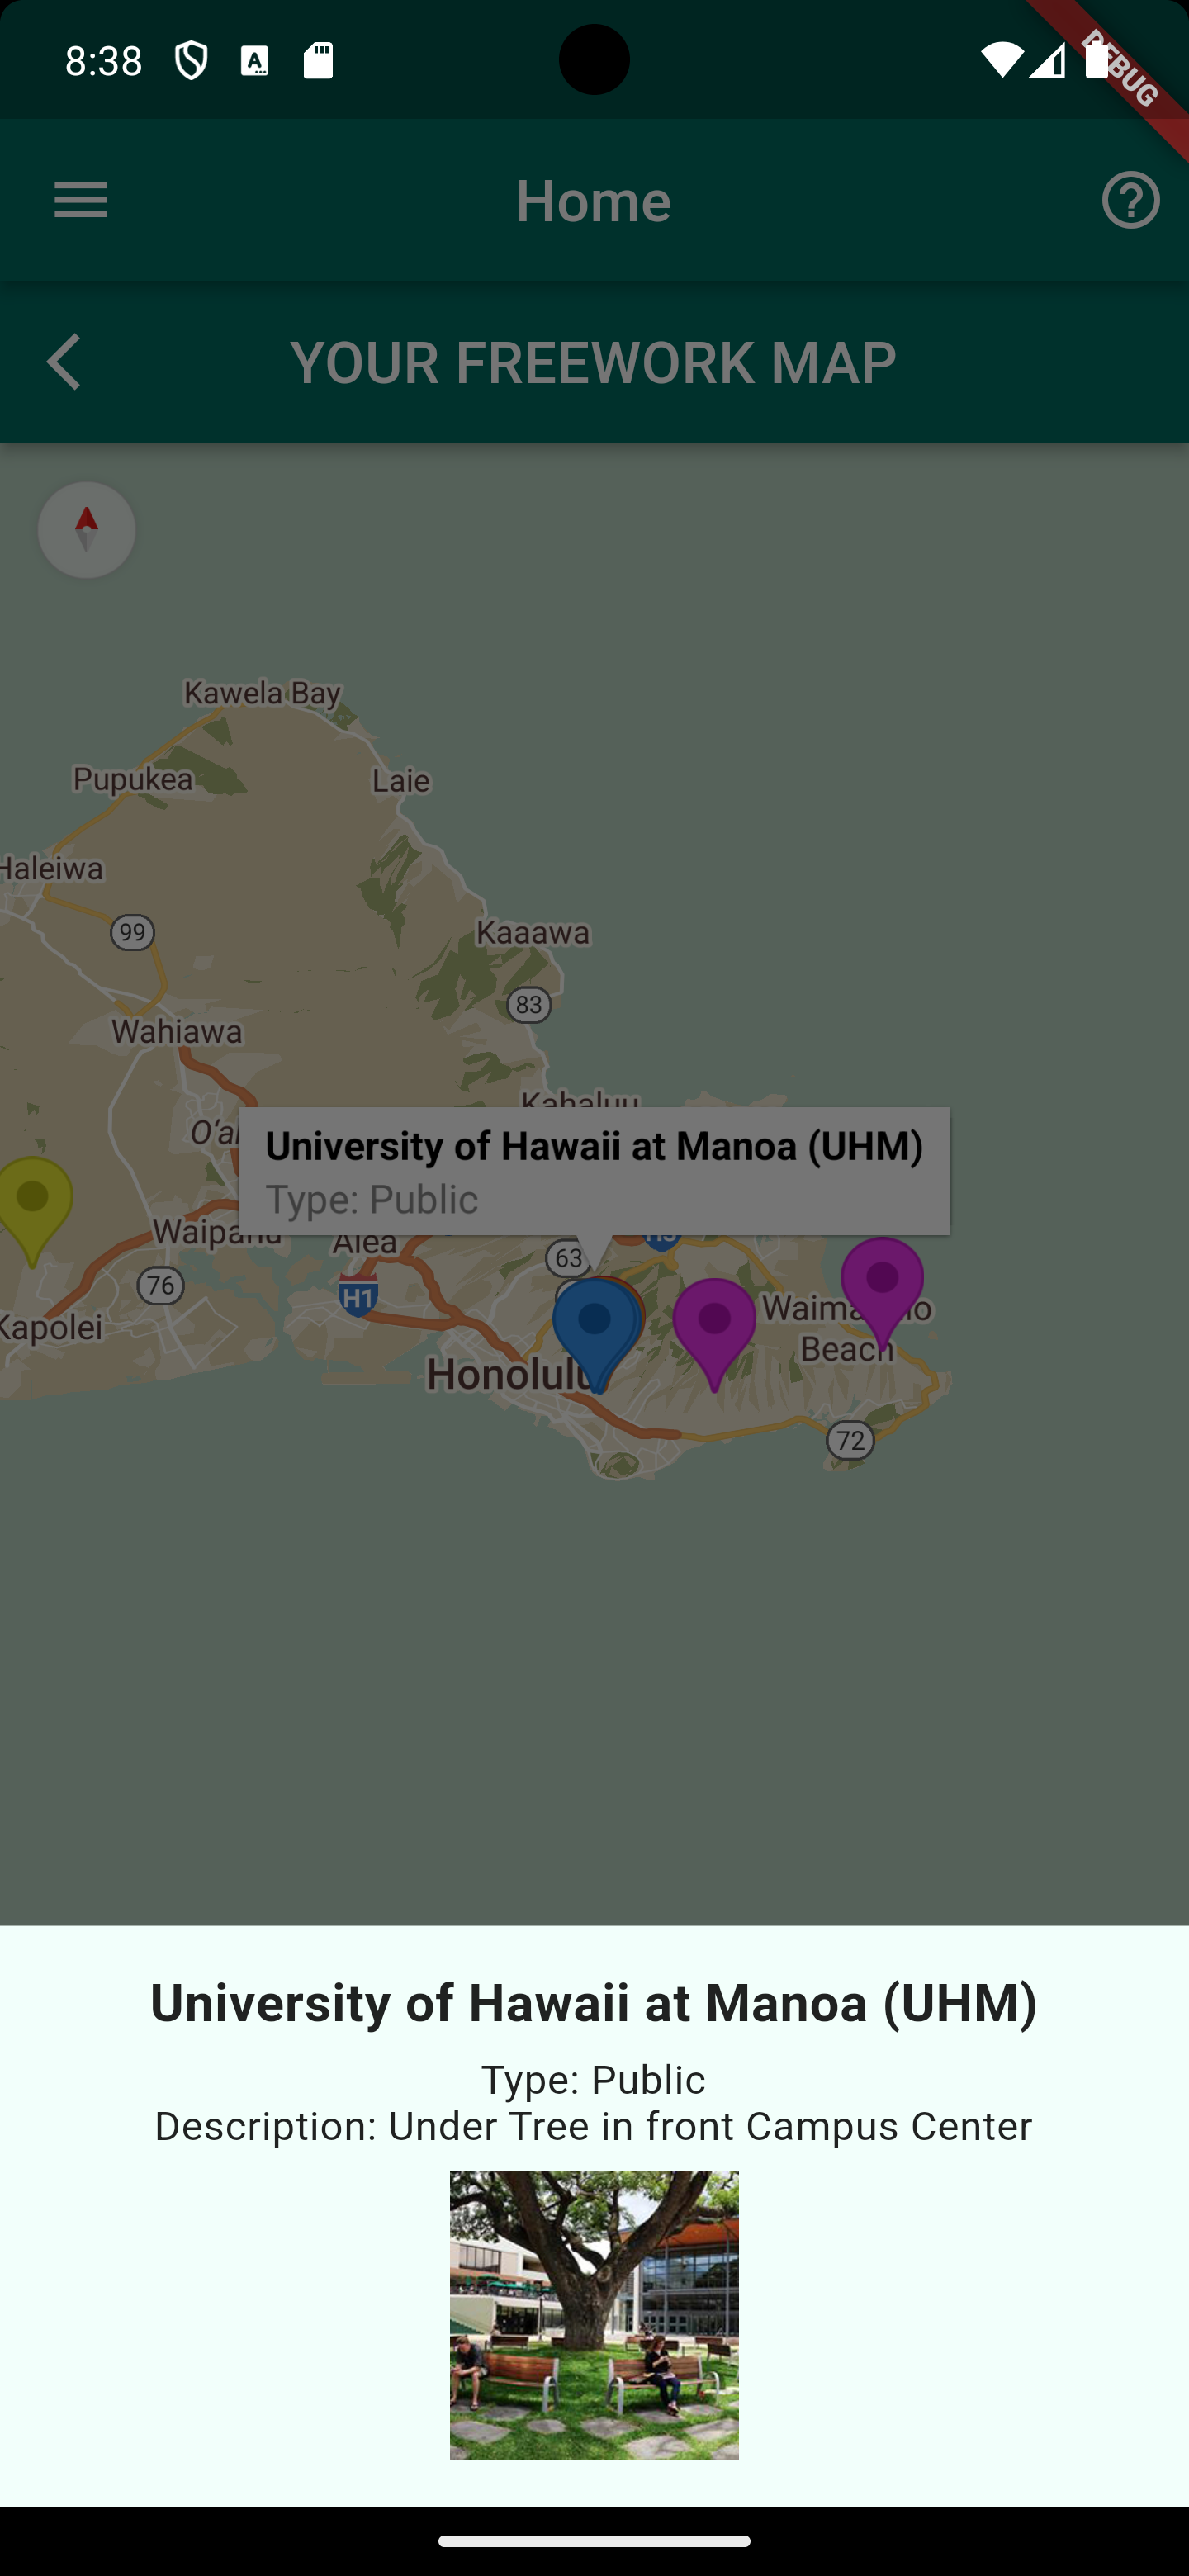 8:38
A
DEBUG
Home
YOUR FREEWORK MAP
Kawela Bay
Pupukea
Laie
Haleiwa
99
Kaaawa
83
Wahiawa
Kahaluu
University of Hawaii at Manoa (UHM)
Type: Public
Waipahu
Aiea
63
H3
76
H1
Kapolei
Beach
Honolulu
72
University of Hawaii at Manoa (UHM)
Type: Public
Description: Under Tree in front Campus Center